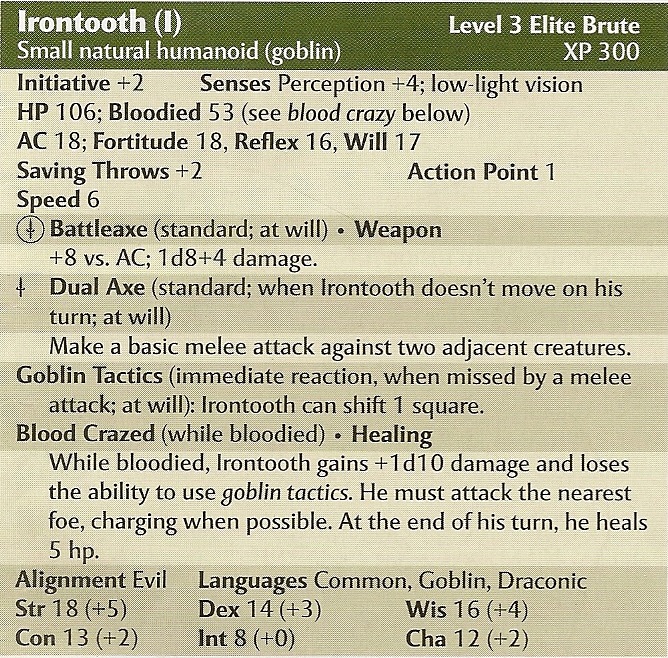 Irontooth (I) Level 3 Elite Brute
Small natural humanoid (goblin) XP 300
Initiative +2 Senses Perception +4; low-light vision
HP 106; Bloodied 53 (see blood crazy below)
AC 18; Fortitude 18, Reflex 16, Will 17
Saving Throws +2 Action Point 1
Speed 6
Battleaxe (standard; at will) • Weapon
+8 vs. AC; 1d8+4 damage.
Dual Axe (standard; when Irontooth doesn't move on his
turn; at will)
Make a basic melee attack against two adjacent creatures.
Goblin Tactics (immediate reaction, when missed by a melee
attack; at will): Irontooth can shift 1 square.
Blood Crazed (while bloodied) • Healing
While bloodied, Irontooth gains +1d10 damage and loses
the ability to use goblin tactics. He must attack the nearest
foe, charging when possible. At the end of his turn, he heals
5 hp.
Alignment Evil Languages Common, Goblin, Draconic
Str 18 (+5) Dex 14 (+3) Wis 16 (+4)
Con 13 (+2) Int 8 (+0) Cha 12 (+2)